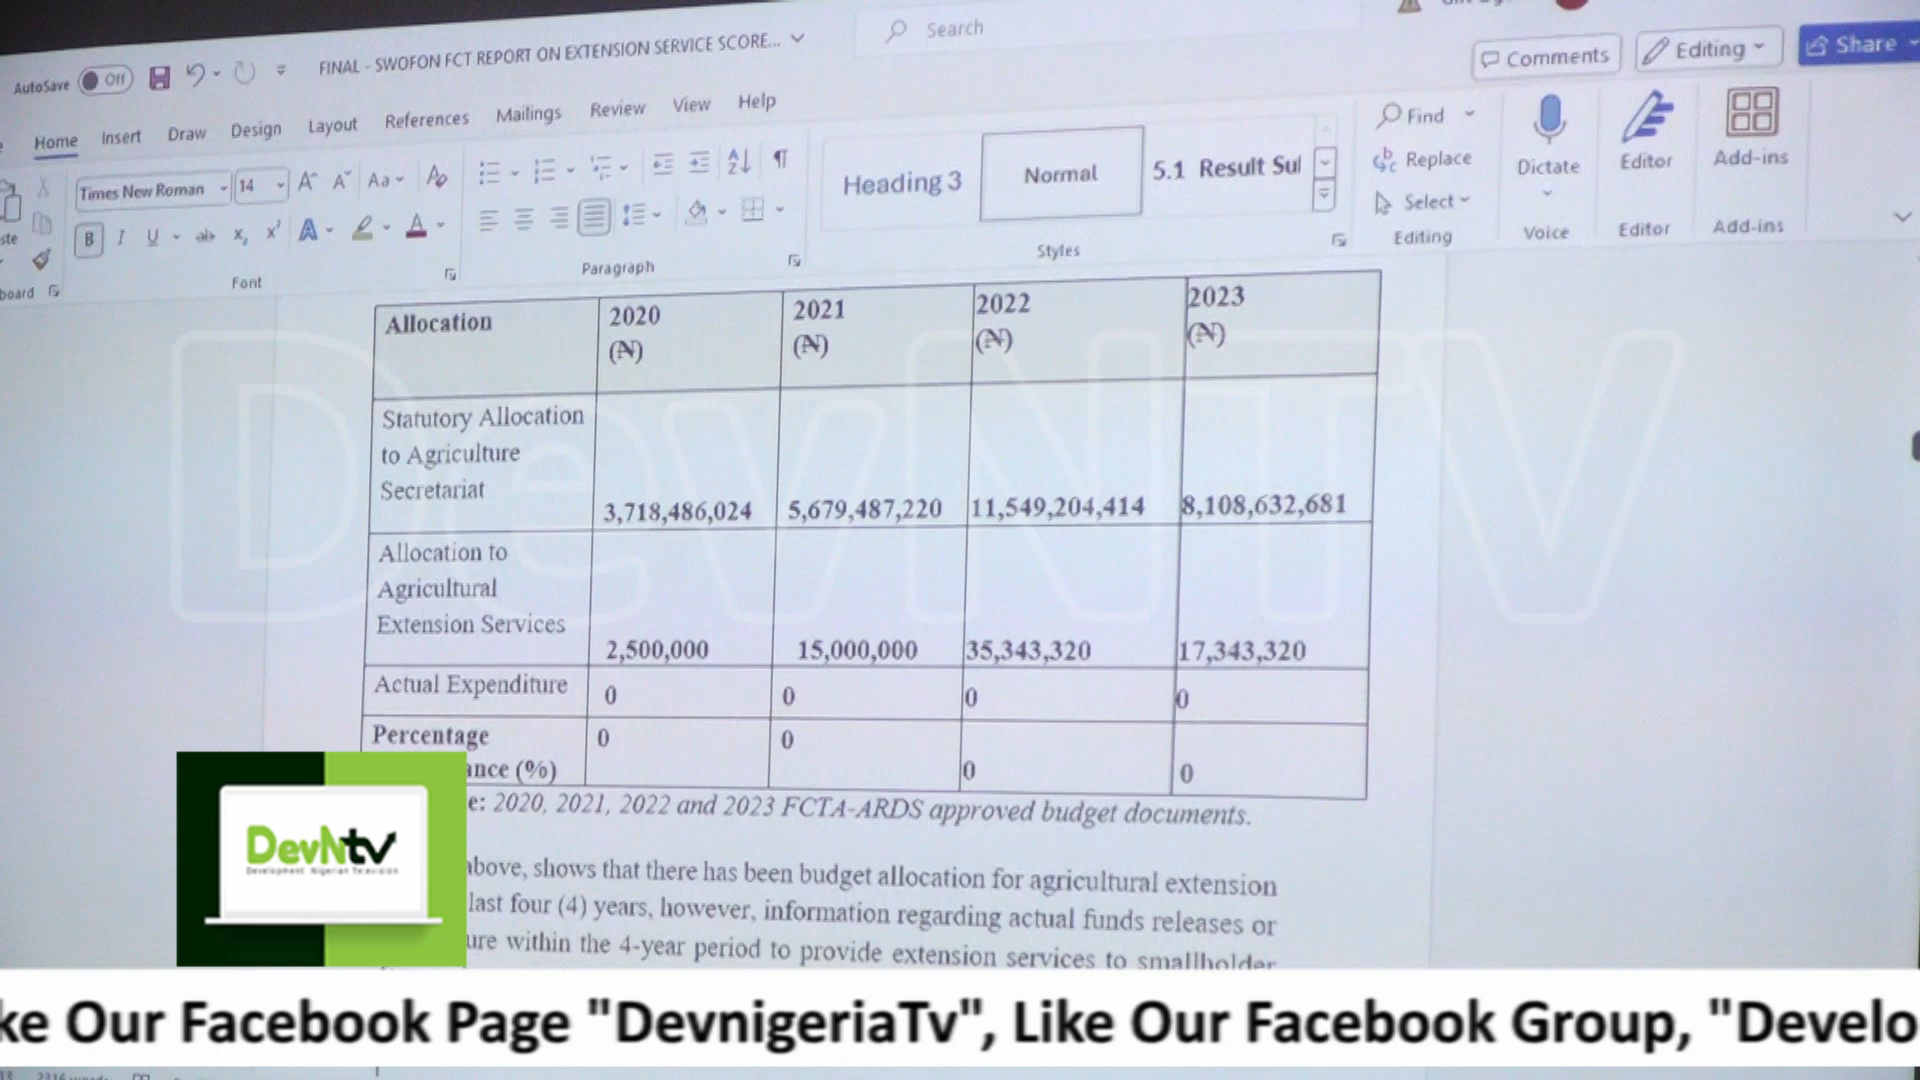 AutoSave Off FINAL - SWOFON FCT REPORT ON EXTENSION SERVICE SCORE... Search
Comments Editing Share
Home Insert Draw Design Layout References Mailings Review View Help
Times New Roman 14 Aa
Heading 3 Normal 5.1 Result Sul
Find
Replace
Select
Dictate Editor Add-ins
Font Paragraph Styles Editing Voice Editor Add-ins
Allocation 2020 (₦) 2021 (₦) 2022 (₦) 2023 (₦)
Statutory Allocation
to Agriculture
Secretariat
3,718,486,024 5,679,487,220 11,549,204,414 8,108,632,681
Allocation to
Agricultural
Extension Services
2,500,000 15,000,000 35,343,320 17,343,320
Actual Expenditure 0 0 0 0
Percentage 0 0
ance (%) 0 0
e: 2020, 2021, 2022 and 2023 FCTA-ARDS approved budget documents.
above, shows that there has been budget allocation for agricultural extension
last four (4) years, however, information regarding actual funds releases or
ure within the 4-year period to provide extension services to smallholder
DevNTV
DevNtv
Development Nigerian Television
ke Our Facebook Page "DevnigeriaTv", Like Our Facebook Group, "Develo